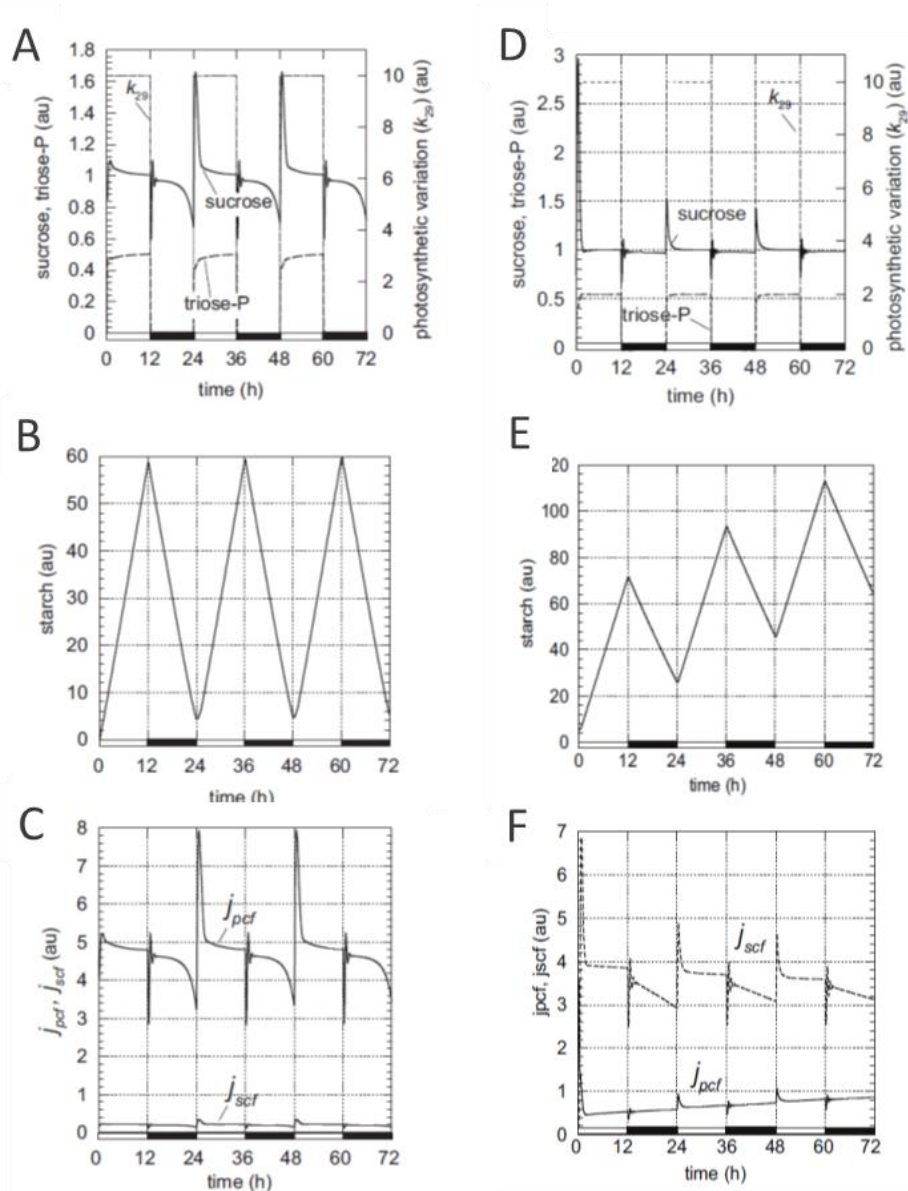 A
sucrose, triose-P (au)
1.8
1.6
1.4
1.2
1.0
0.8
0.6
0.4
0.2
0
k29
sucrose
triose-P
10
8
6
4
2
0
photosynthetic variation (k29) (au)
0 12 24 36 48 60 72
time (h)
D
sucrose, triose-P (au)
3
2.5
2
1.5
1
0.5
0
k29
sucrose
triose-P
10
8
6
4
2
0
photosynthetic variation (k29) (au)
0 12 24 36 48 60 72
time (h)
B
starch (au)
60
50
40
30
20
10
0
0 12 24 36 48 60 72
time (h)
E
starch (au)
20
100
80
60
40
20
0
0 12 24 36 48 60 72
time (h)
C
jpcf, jscf (au)
8
7
6
5
4
3
2
1
0
jpcf
jscf
0 12 24 36 48 60 72
time (h)
F
jpcf, jscf (au)
7
6
5
4
3
2
1
0
jscf
jpcf
0 12 24 36 48 60 72
time (h)